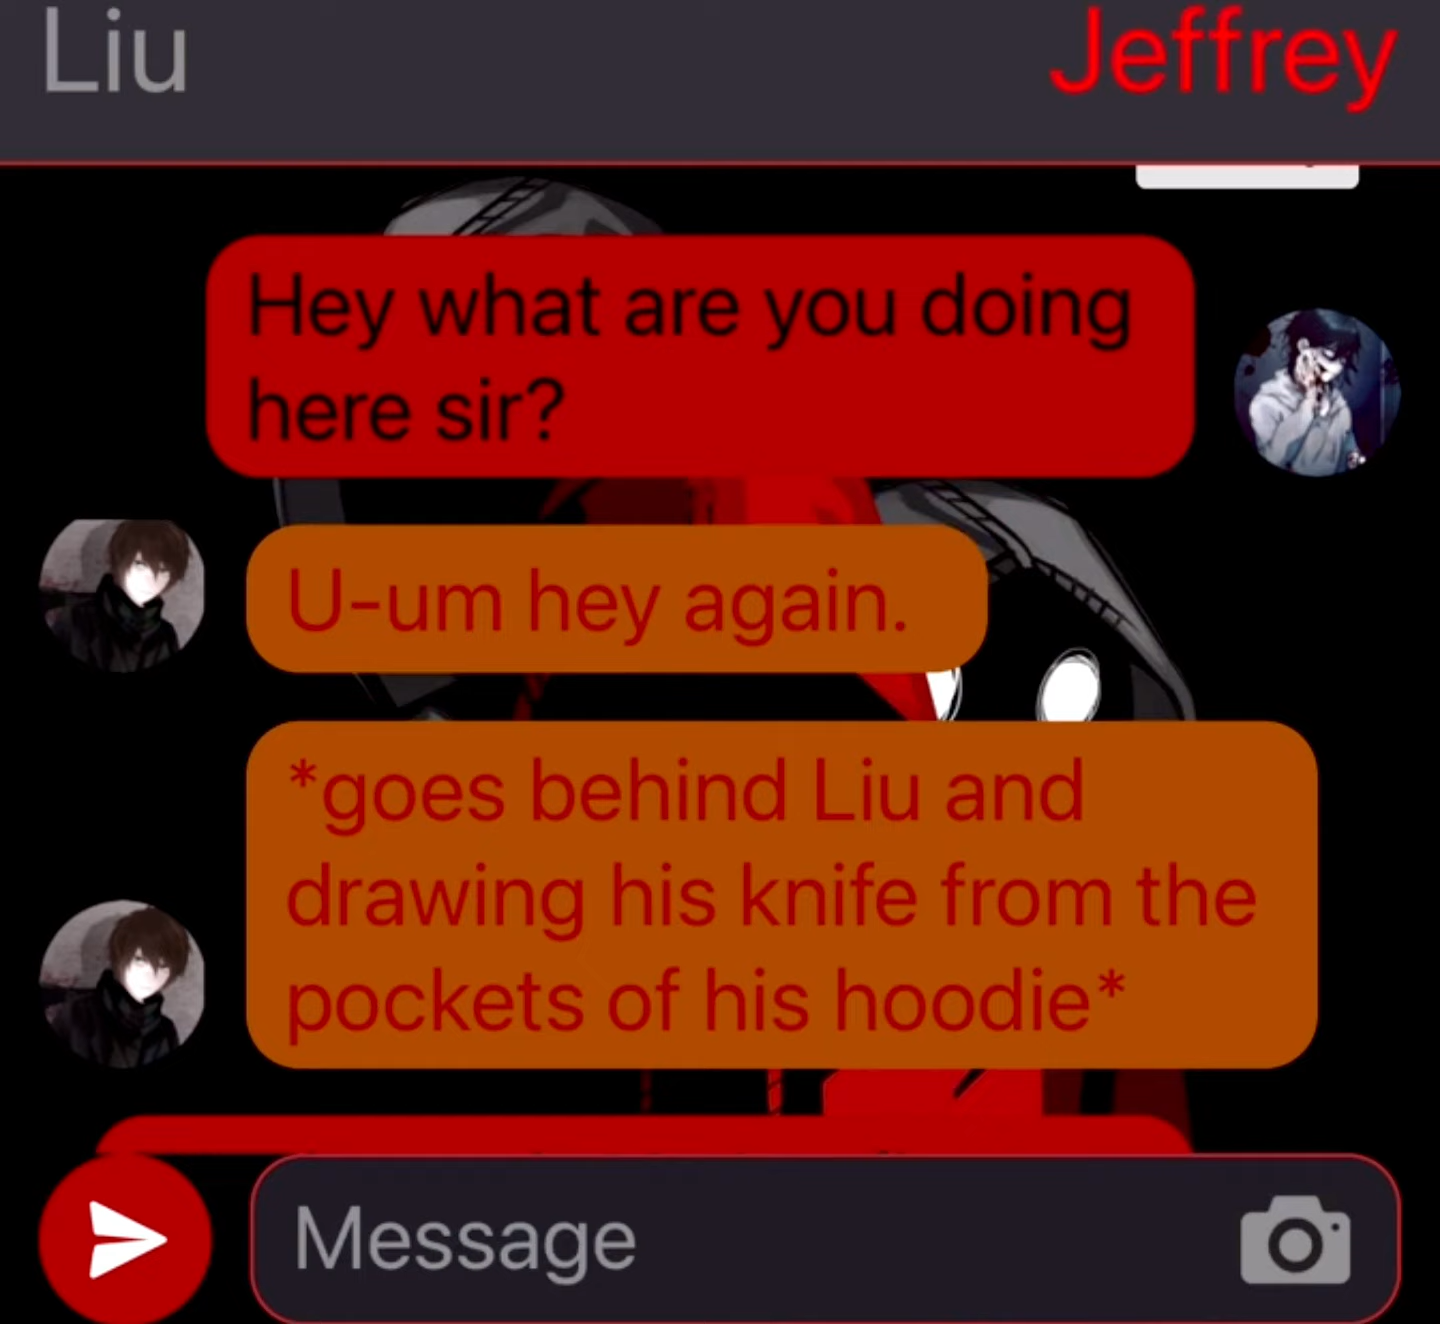 Liu
Jeffrey
Hey what are you doing
here sir?
U-um hey again.
*goes behind Liu and
drawing his knife from the
pockets of his hoodie*
Message